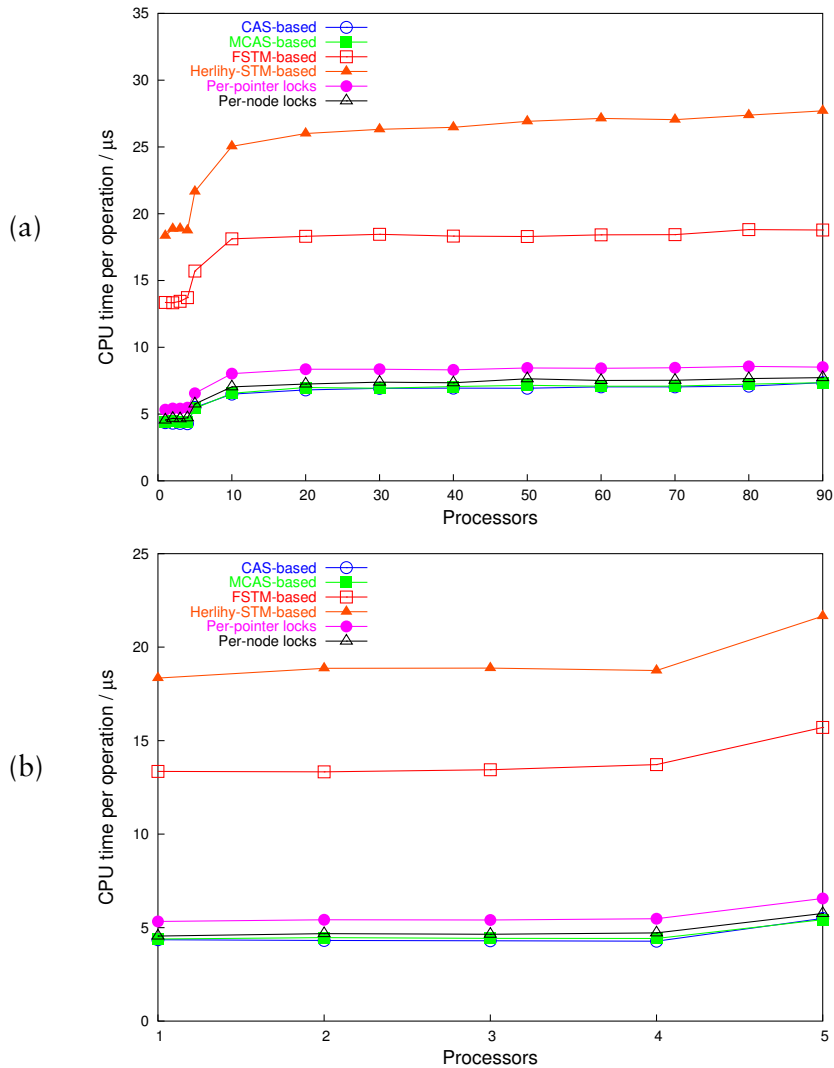 (a)
CPU time per operation / µs
35
30
25
20
15
10
5
0
CAS-based
MCAS-based
FSTM-based
Herlihy-STM-based
Per-pointer locks
Per-node locks
0 10 20 30 40 50 60 70 80 90
Processors
(b)
CPU time per operation / µs
25
20
15
10
5
0
CAS-based
MCAS-based
FSTM-based
Herlihy-STM-based
Per-pointer locks
Per-node locks
1 2 3 4 5
Processors